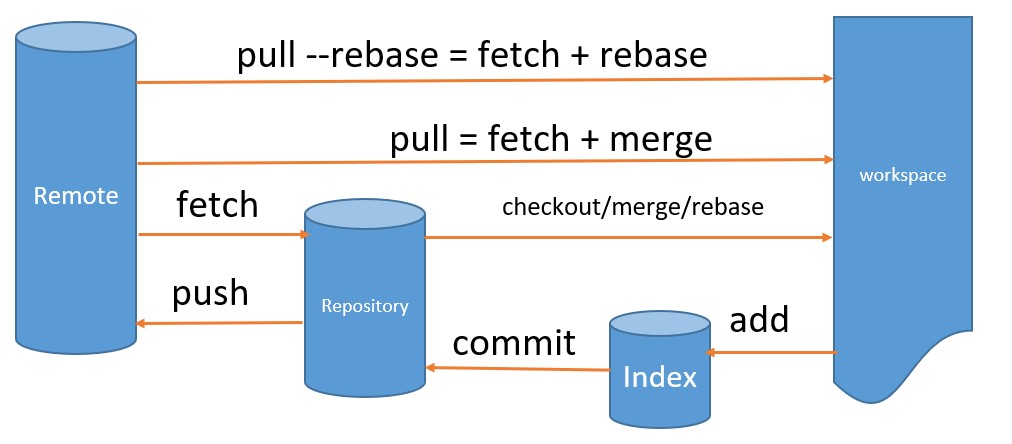 pull --rebase = fetch + rebase
pull = fetch + merge
Remote
workspace
fetch
checkout/merge/rebase
push
Repository
commit
add
Index